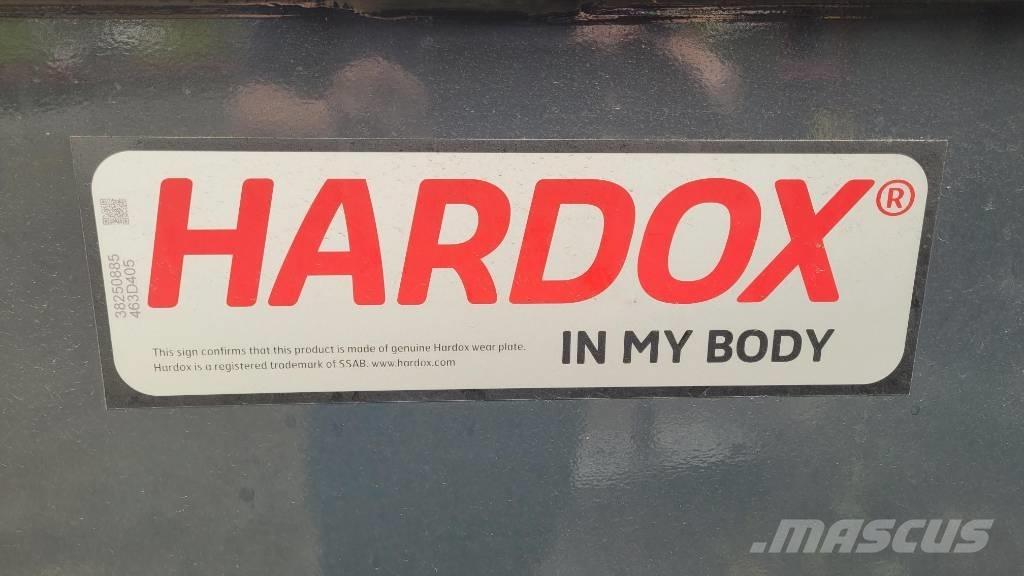 HARDOX®
IN MY BODY
This sign confirms that this product is made of genuine Hardox wear plate.
Hardox is a registered trademark of SSAB. www.hardox.com
38250885
463D405
.MASCUS